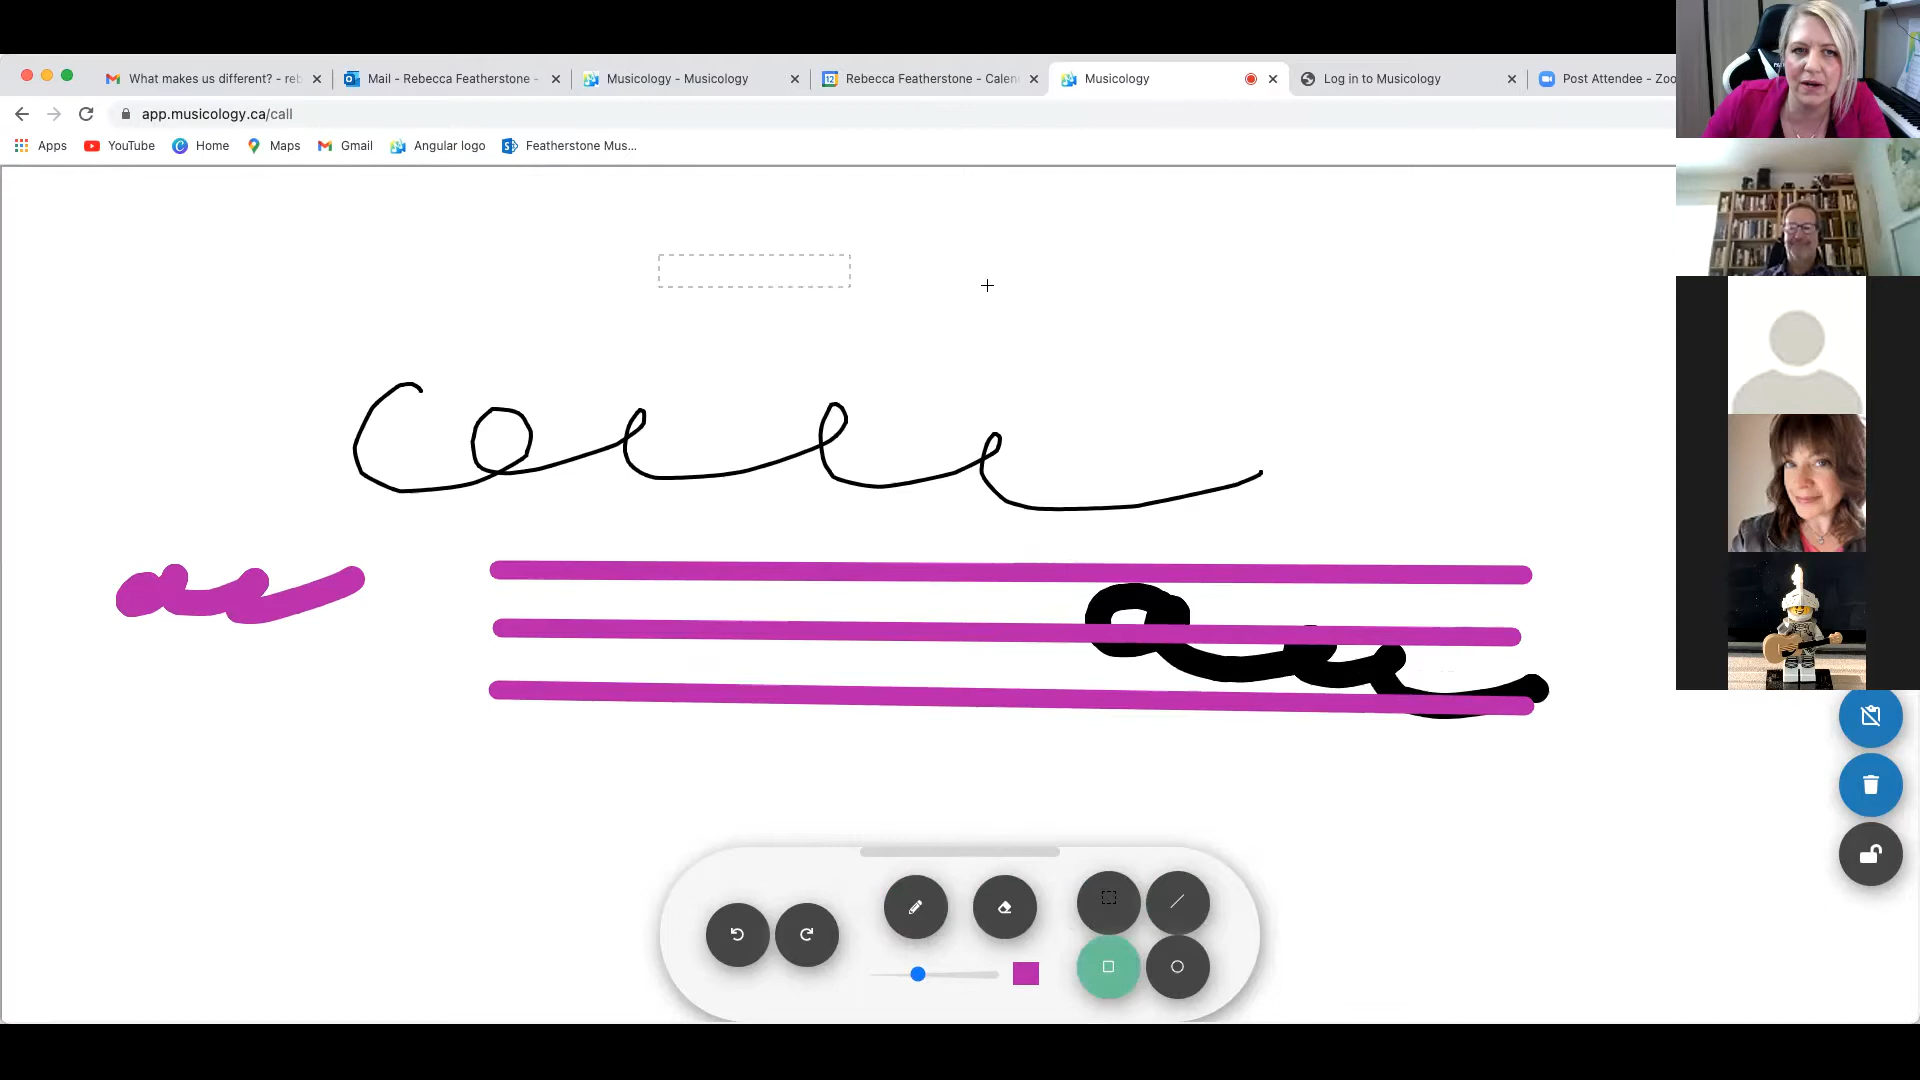 What makes us different? - reb
Mail - Rebecca Featherstone -
Musicology - Musicology
Rebecca Featherstone - Calen
Musicology
Log in to Musicology
Post Attendee - Zoo
app.musicology.ca/call
Apps
YouTube
Home
Maps
Gmail
Angular logo
Featherstone Mus...